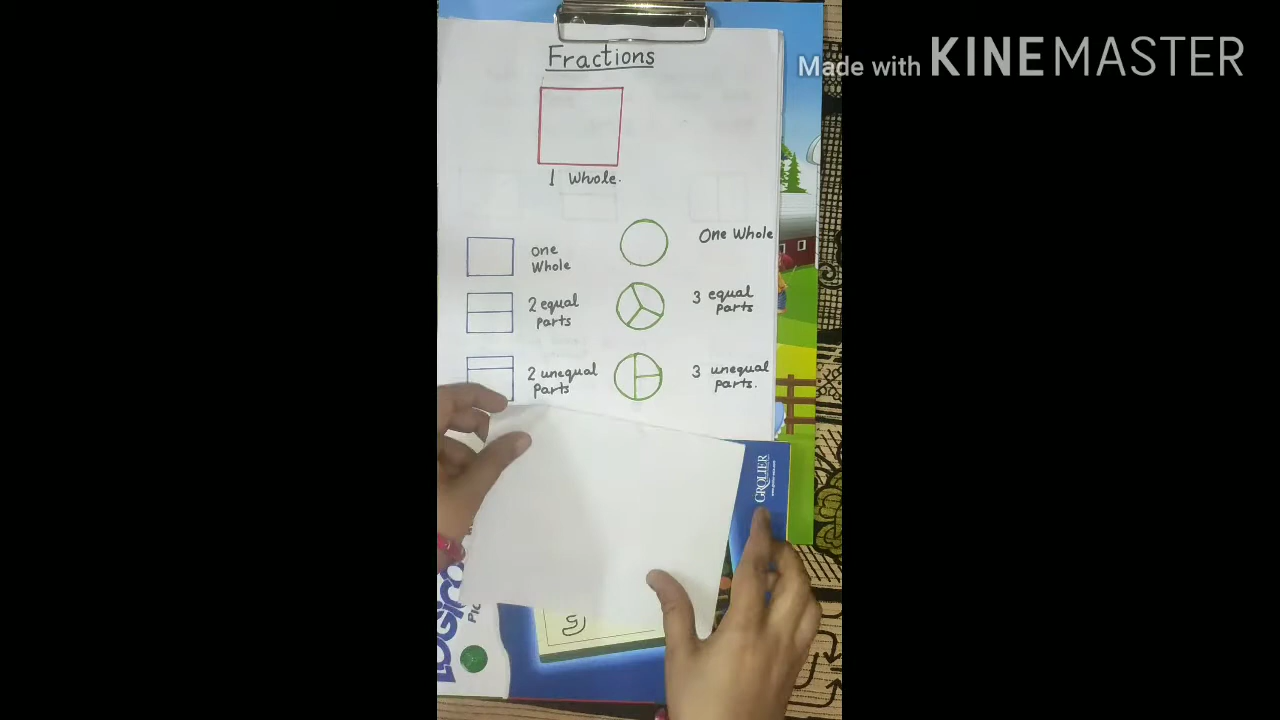 Made with KINEMASTER
Fractions
1 Whole.
One
Whole
One Whole
2 equal
parts
3 equal
parts
2 unequal
parts
3 unequal
parts.
GROLIER